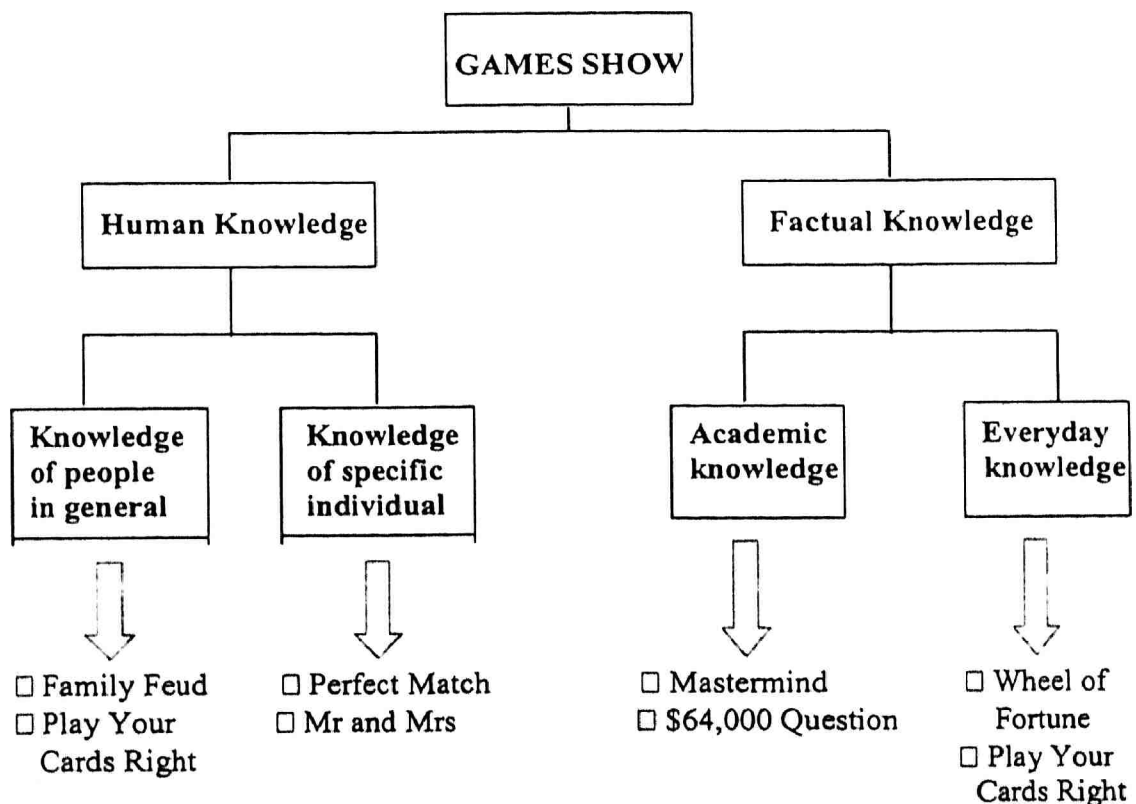 GAMES SHOW
Human Knowledge
Factual Knowledge
Knowledge
of people
in general
Knowledge
of specific
individual
Academic
knowledge
Everyday
knowledge
□ Family Feud
□ Play Your
Cards Right
□ Perfect Match
□ Mr and Mrs
□ Mastermind
□ $64,000 Question
□ Wheel of
Fortune
□ Play Your
Cards Right